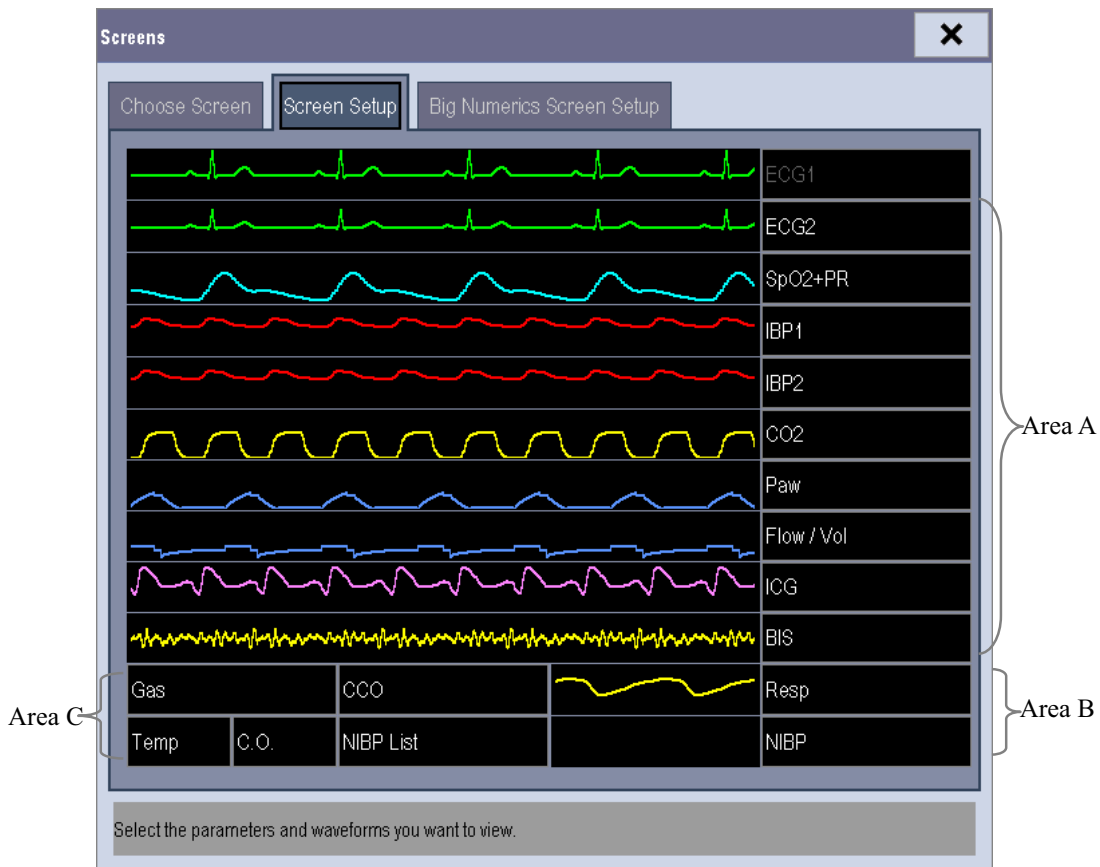 Screens
Choose Screen
Screen Setup
Big Numerics Screen Setup
ECG1
ECG2
SpO2+PR
IBP1
IBP2
CO2
Area A
Paw
Flow / Vol
ICG
BIS
Gas
CCO
Resp
Area C
Area B
Temp
C.O.
NIBP List
NIBP
Select the parameters and waveforms you want to view.